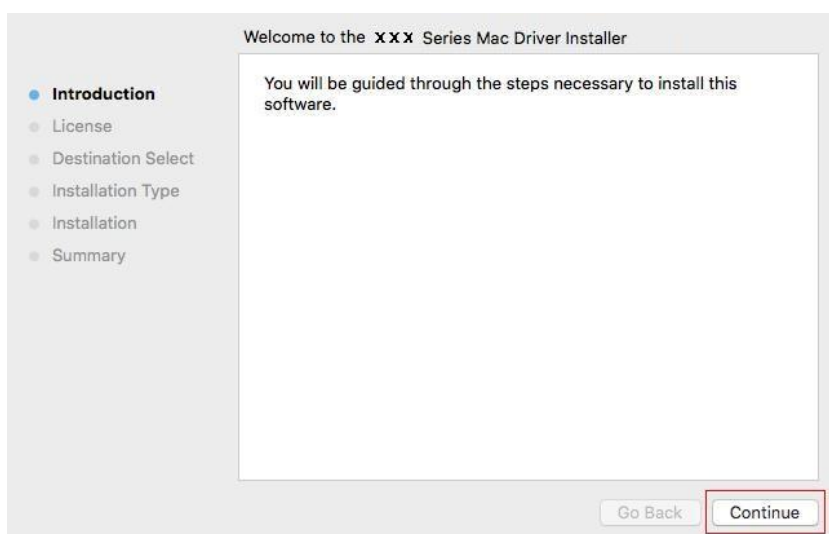 Welcome to the xxx Series Mac Driver Installer
Introduction
License
Destination Select
Installation Type
Installation
Summary
You will be guided through the steps necessary to install this
software.
Go Back
Continue